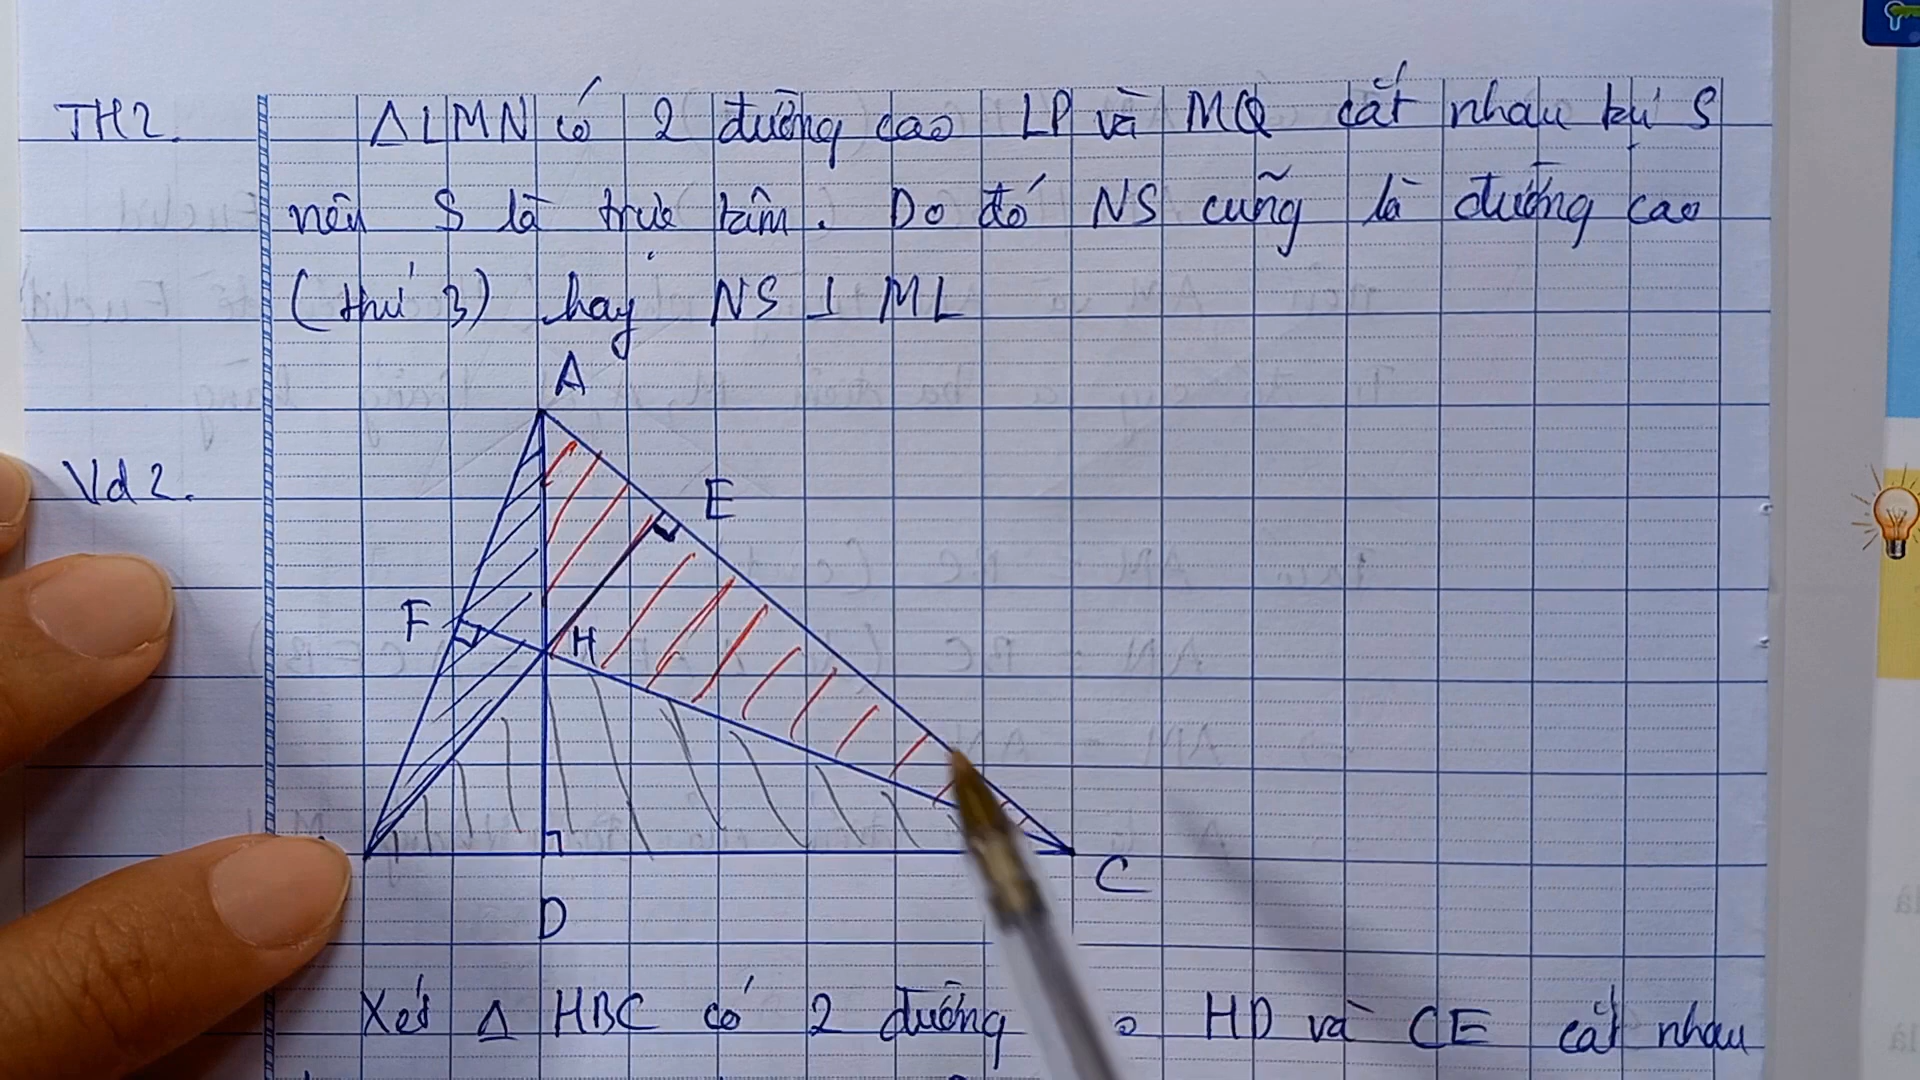 TH2. ΔLMN có 2 đường cao LP và MQ cắt nhau tại S
nên S là trực tâm. Do đó NS cũng là đường cao
(thứ 3) hay NS ⊥ ML
A
Vd 2.
E
F
H
C
D
Xét Δ HBC có 2 đường HD và CE cắt nhau